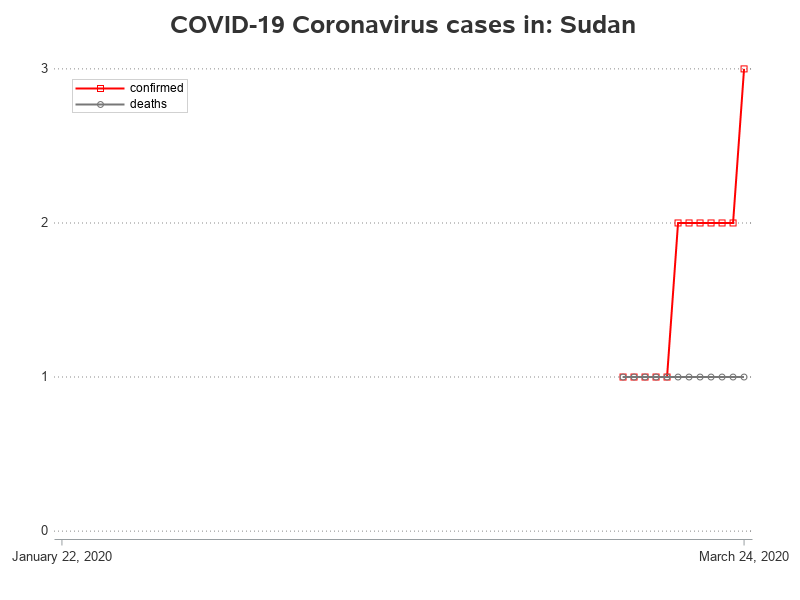 COVID-19 Coronavirus cases in: Sudan
3
confirmed
deaths
2
1
0
January 22, 2020
March 24, 2020